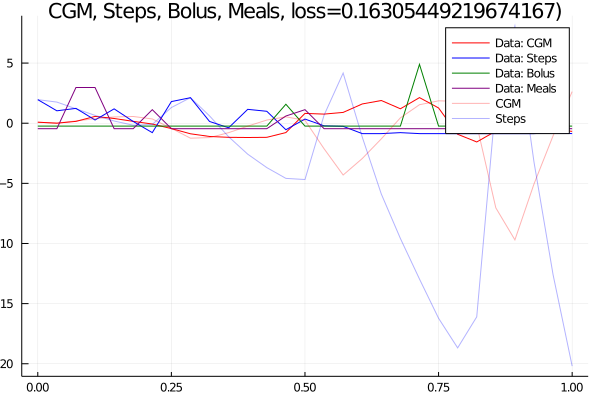 CGM, Steps, Bolus, Meals, loss=0.16305449219674167)
Data: CGM
Data: Steps
Data: Bolus
Data: Meals
CGM
Steps
5
0
−5
10
15
20
0.00
0.25
0.50
0.75
1.00